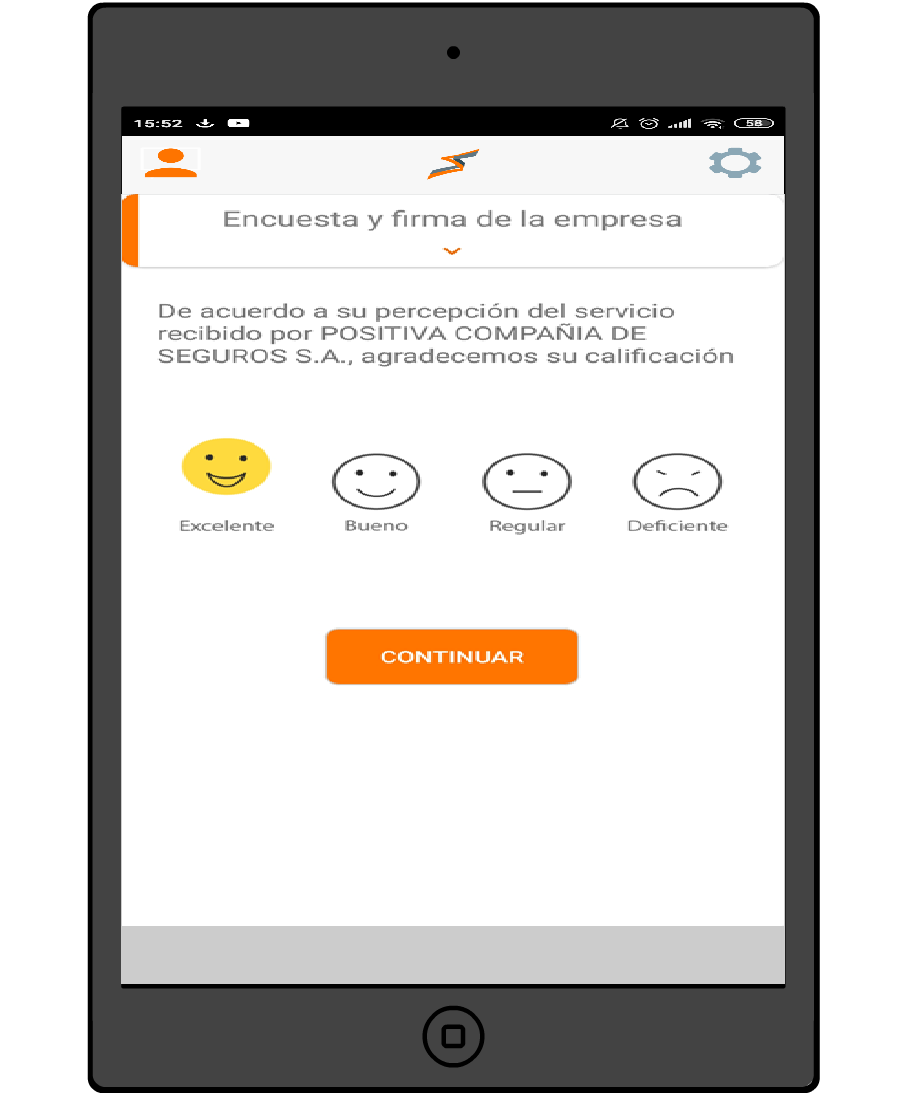 15:52
58
Encuesta y firma de la empresa
De acuerdo a su percepción del servicio
recibido por POSITIVA COMPAÑIA DE
SEGUROS S.A., agradecemos su calificación
Excelente Bueno Regular Deficiente
CONTINUAR